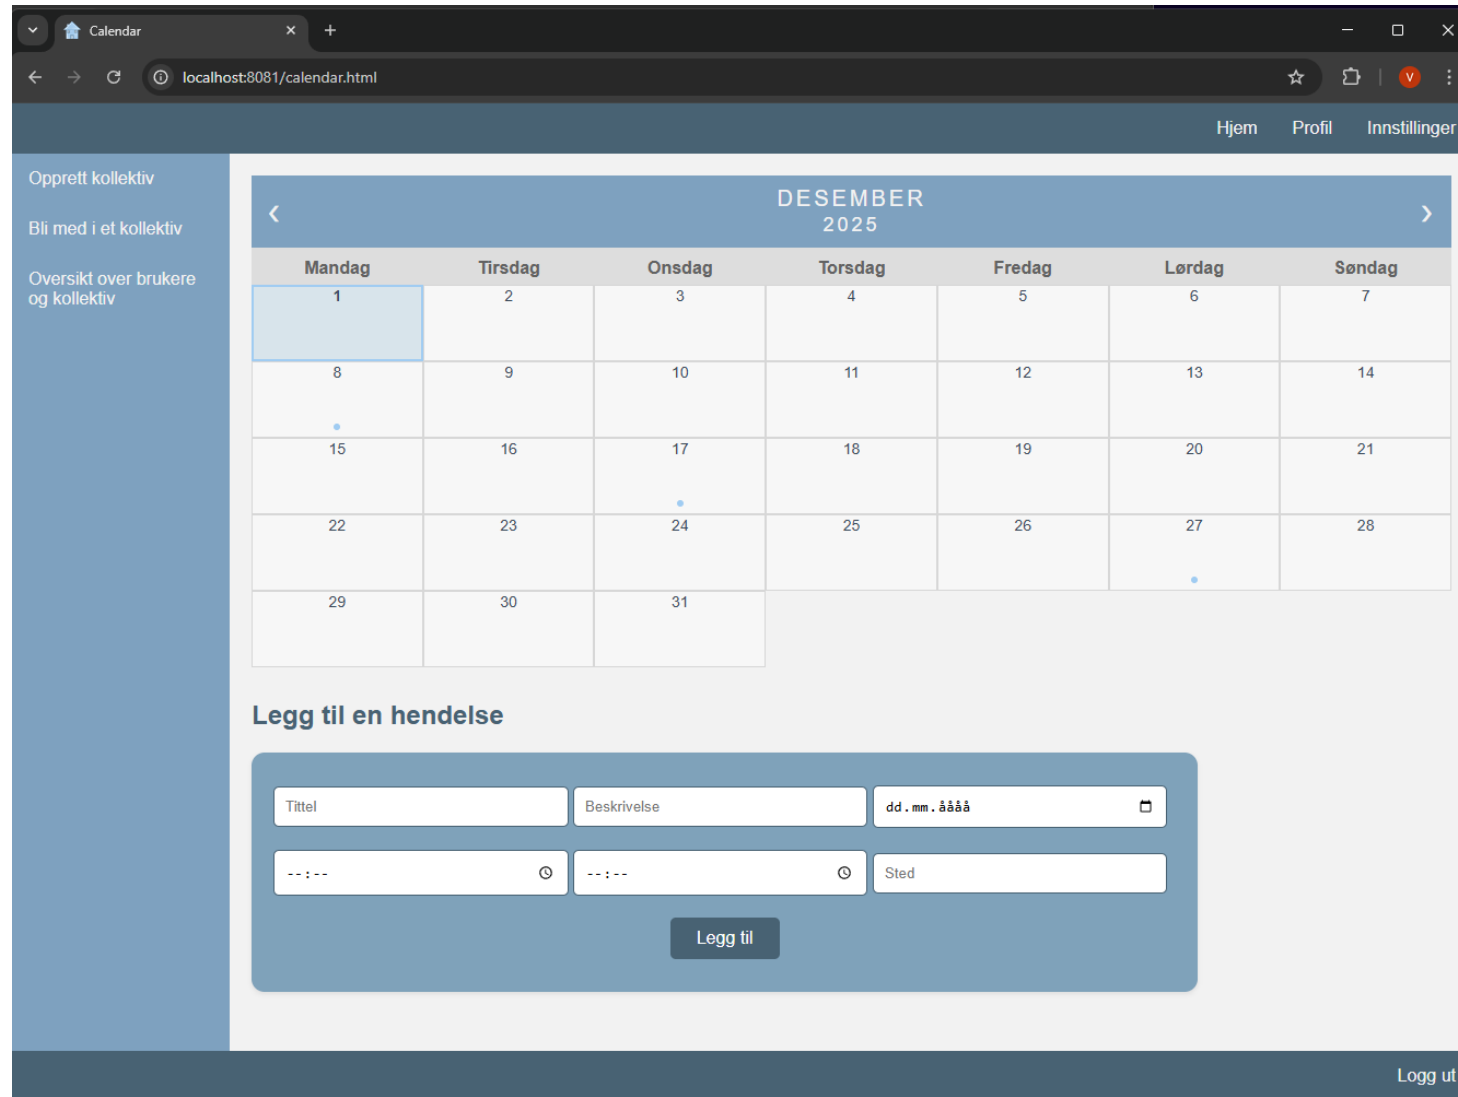 Calendar
localhost:8081/calendar.html
V
Hjem Profil Innstillinger
Opprett kollektiv
Bli med i et kollektiv
Oversikt over brukere
og kollektiv
DESEMBER
2025
Mandag Tirsdag Onsdag Torsdag Fredag Lørdag Søndag
1 2 3 4 5 6 7
8 9 10 11 12 13 14
15 16 17 18 19 20 21
22 23 24 25 26 27 28
29 30 31
Legg til en hendelse
Tittel Beskrivelse dd.mm.åååå
--:-- --:-- Sted
Legg til
Logg ut